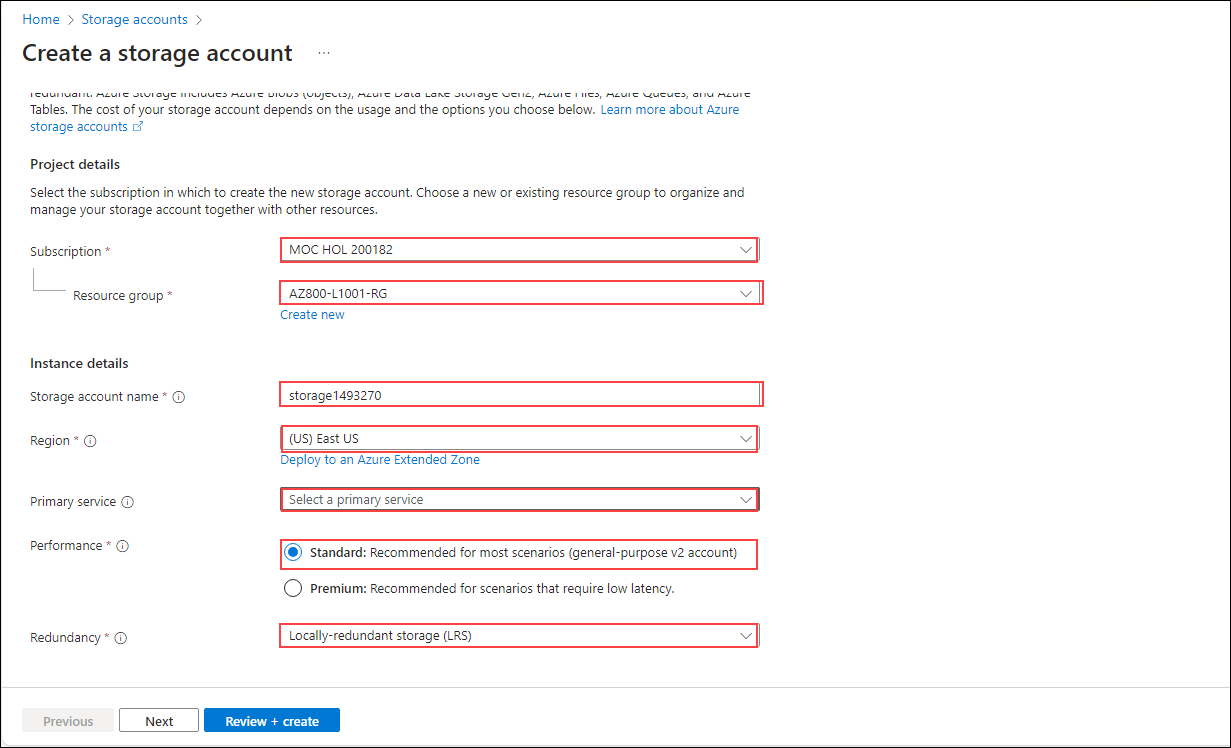 Home > Storage accounts >
Create a storage account ...
redundant. Azure Storage includes Azure Blobs (objects), Azure Data Lake Storage Gen2, Azure Files, Azure Queues, and Azure
Tables. The cost of your storage account depends on the usage and the options you choose below. Learn more about Azure
storage accounts
Project details
Select the subscription in which to create the new storage account. Choose a new or existing resource group to organize and
manage your storage account together with other resources.
Subscription *
MOC HOL 200182
Resource group *
AZ800-L1001-RG
Create new
Instance details
Storage account name *
storage1493270
Region *
(US) East US
Deploy to an Azure Extended Zone
Primary service
Select a primary service
Performance *
Standard: Recommended for most scenarios (general-purpose v2 account)
Premium: Recommended for scenarios that require low latency.
Redundancy *
Locally-redundant storage (LRS)
Previous
Next
Review + create